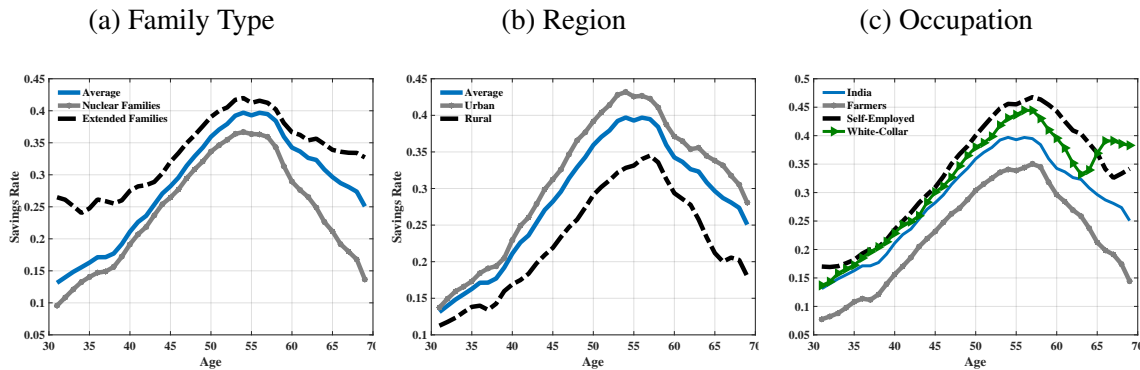 (a) Family Type
(b) Region
(c) Occupation
0.45
0.4
0.35
0.3
0.25
0.2
0.15
0.1
0.05
Savings Rate
Average
Nuclear Families
Extended Families
30 35 40 45 50 55 60 65 70
Age
0.45
0.4
0.35
0.3
0.25
0.2
0.15
0.1
Savings Rate
Average
Urban
Rural
30 35 40 45 50 55 60 65 70
Age
0.5
0.45
0.4
0.35
0.3
0.25
0.2
0.15
0.1
0.05
Savings Rate
India
Farmers
Self-Employed
White-Collar
30 35 40 45 50 55 60 65 70
Age